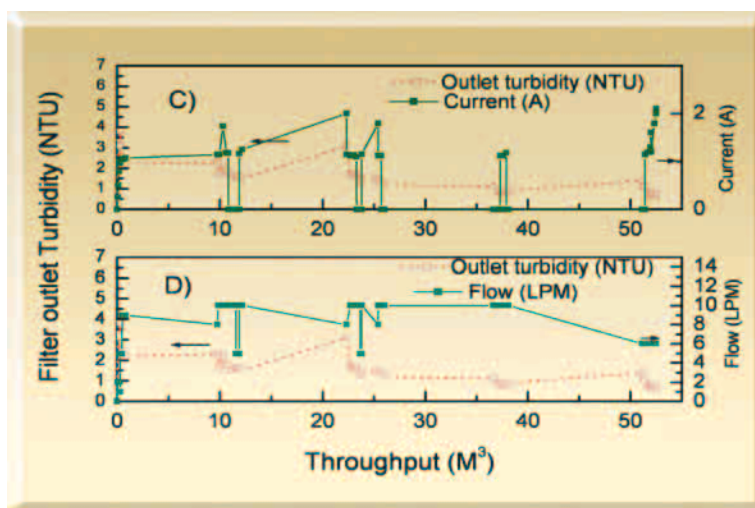 7
6
5
4
3
2
1
0
C)
Outlet turbidity (NTU)
Current (A)
2
1
0
Current (A)
0 10 20 30 40 50
Filter outlet Turbidity (NTU)
7
6
5
4
3
2
1
0
D)
Outlet turbidity (NTU)
Flow (LPM)
14
12
10
8
6
4
2
0
Flow (LPM)
0 10 20 30 40 50
Throughput (M³)